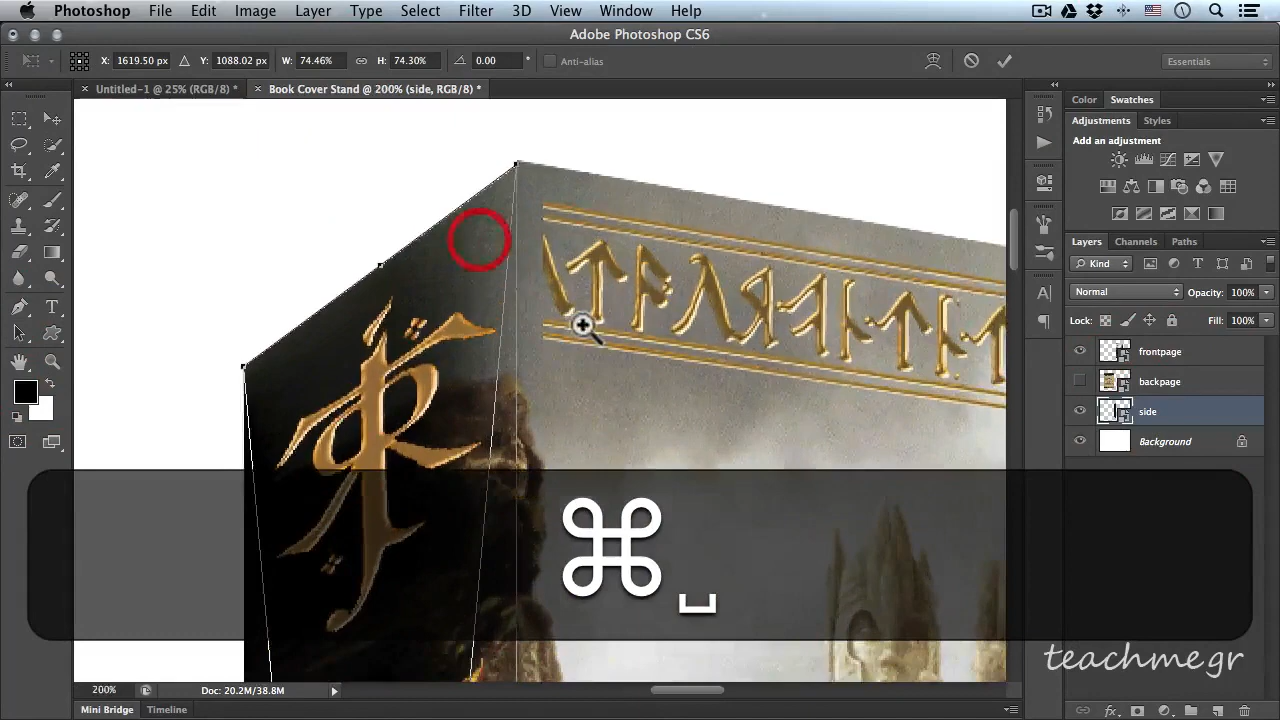 Photoshop File Edit Image Layer Type Select Filter 3D View Window Help
Adobe Photoshop CS6
X: 1619.50 px Y: 1088.02 px W: 74.46% H: 74.30% 0.00 ° Anti-alias Essentials
Untitled-1 @ 25% (RGB/8) * Book Cover Stand @ 200% (side, RGB/8) *
Color Swatches
Adjustments Styles
Add an adjustment
Layers Channels Paths
Kind
Normal Opacity: 100%
Lock: Fill: 100%
frontpage
backpage
side
Background
⌘
teachme.gr
200% Doc: 20.2M/38.8M
Mini Bridge Timeline